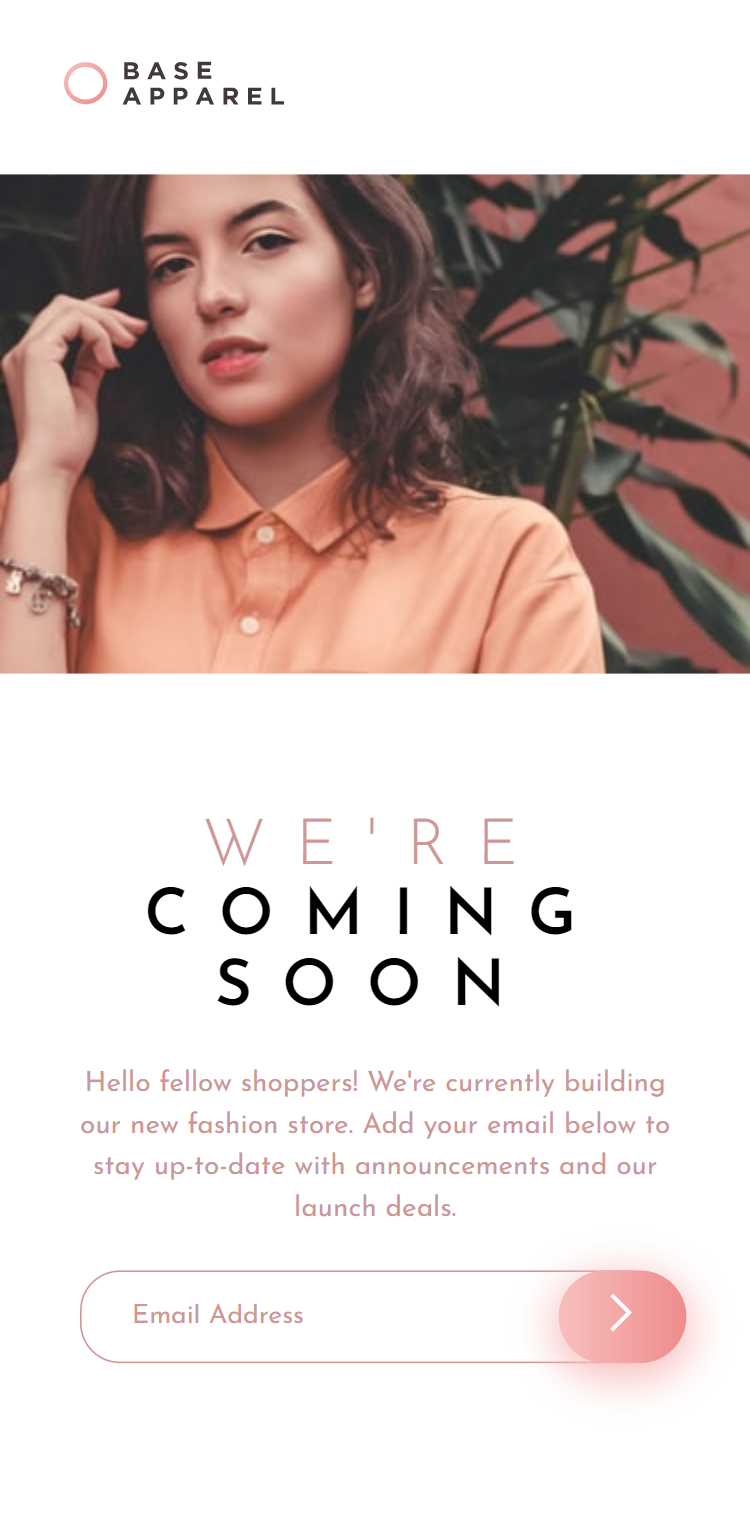 BASE
APPAREL
WE'RE
COMING
SOON
Hello fellow shoppers! We're currently building
our new fashion store. Add your email below to
stay up-to-date with announcements and our
launch deals.
Email Address